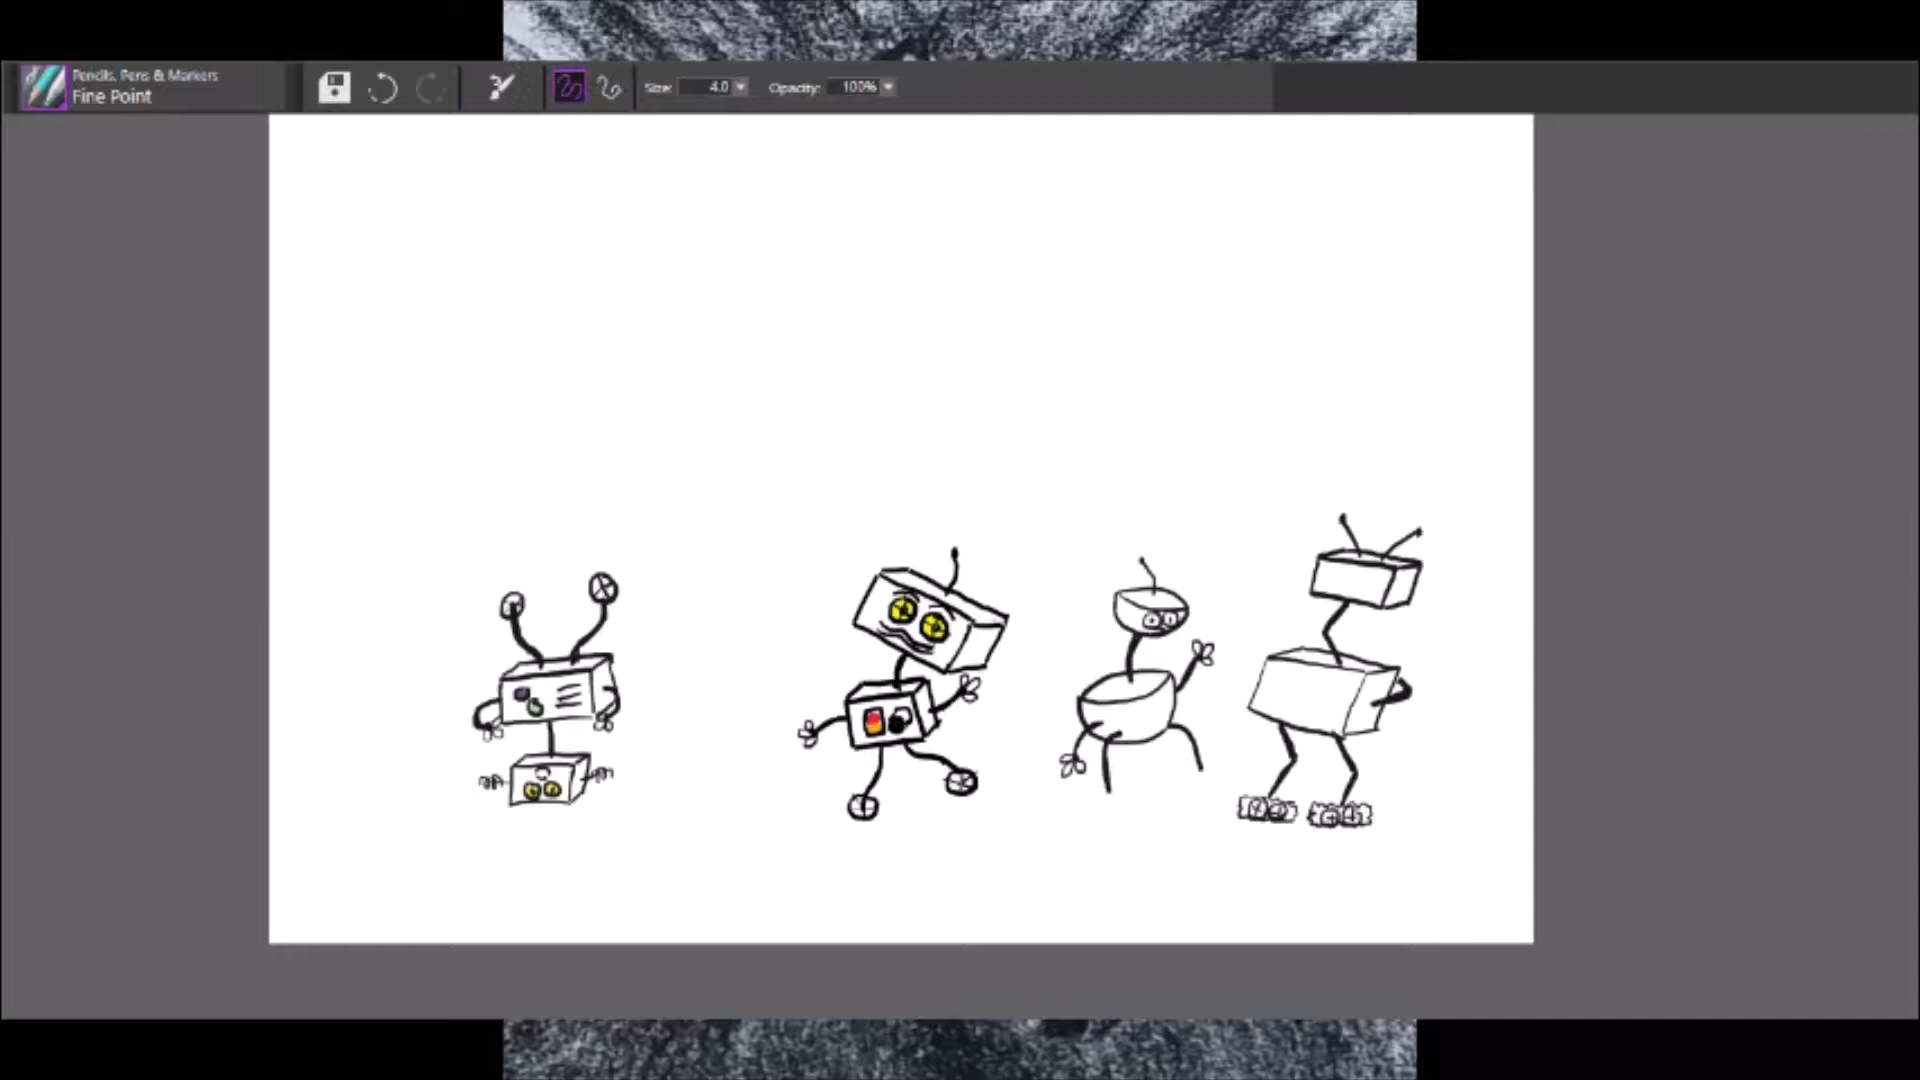 Pencils, Pens & Markers
Fine Point
Size: 4.0 Opacity: 100%